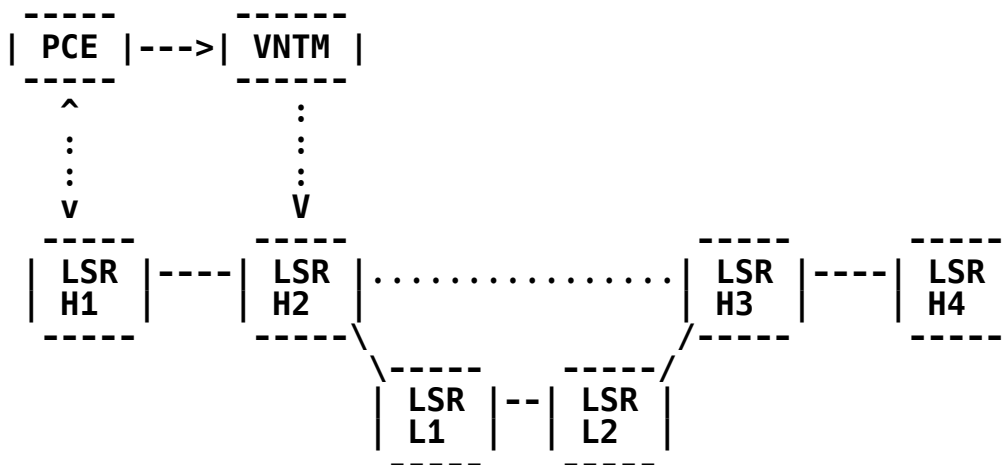 PCE VNTM
LSR LSR LSR LSR
H1 H2 H3 H4
LSR LSR
L1 L2